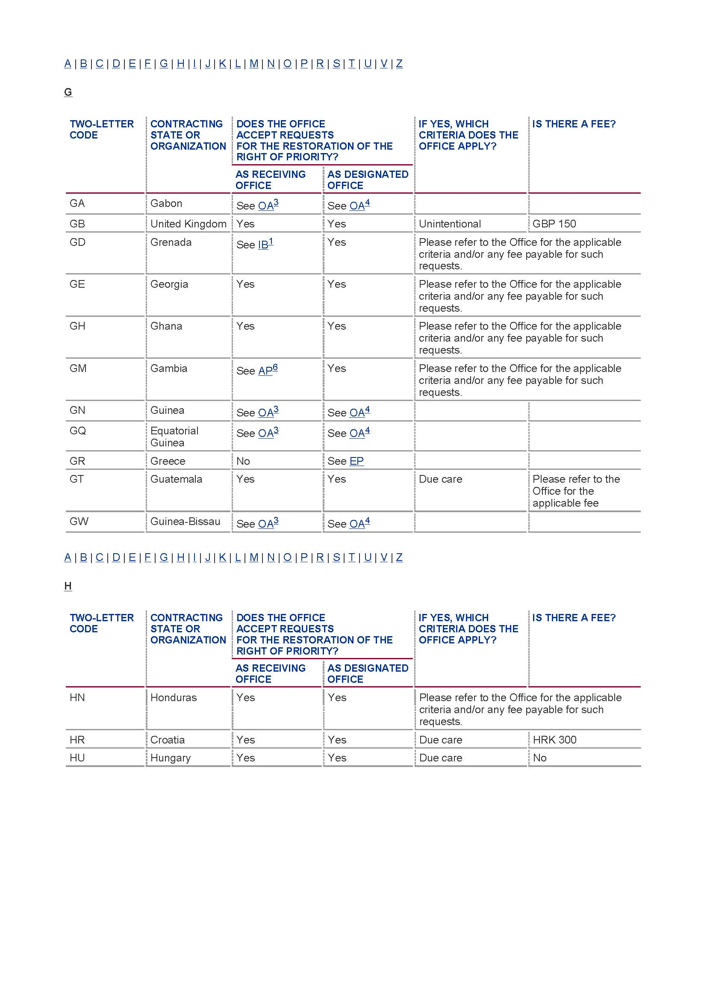 A | B | C | D | E | F | G | H | I | J | K | L | M | N | O | P | R | S | T | U | V | Z
G
TWO-LETTER CODE
CONTRACTING STATE OR ORGANIZATION
DOES THE OFFICE ACCEPT REQUESTS FOR THE RESTORATION OF THE RIGHT OF PRIORITY?
IF YES, WHICH CRITERIA DOES THE OFFICE APPLY?
IS THERE A FEE?
AS RECEIVING OFFICE
AS DESIGNATED OFFICE
GA Gabon See OA3 See OA4
GB United Kingdom Yes Yes Unintentional GBP 150
GD Grenada See IB1 Yes Please refer to the Office for the applicable
criteria and/or any fee payable for such
requests.
GE Georgia Yes Yes Please refer to the Office for the applicable
criteria and/or any fee payable for such
requests.
GH Ghana Yes Yes Please refer to the Office for the applicable
criteria and/or any fee payable for such
requests.
GM Gambia See AP6 Yes Please refer to the Office for the applicable
criteria and/or any fee payable for such
requests.
GN Guinea See OA3 See OA4
GQ Equatorial Guinea See OA3 See OA4
GR Greece No See EP
GT Guatemala Yes Yes Due care Please refer to the
Office for the
applicable fee
GW Guinea-Bissau See OA3 See OA4
A | B | C | D | E | F | G | H | I | J | K | L | M | N | O | P | R | S | T | U | V | Z
H
TWO-LETTER CODE
CONTRACTING STATE OR ORGANIZATION
DOES THE OFFICE ACCEPT REQUESTS FOR THE RESTORATION OF THE RIGHT OF PRIORITY?
IF YES, WHICH CRITERIA DOES THE OFFICE APPLY?
IS THERE A FEE?
AS RECEIVING OFFICE
AS DESIGNATED OFFICE
HN Honduras Yes Yes Please refer to the Office for the applicable
criteria and/or any fee payable for such
requests.
HR Croatia Yes Yes Due care HRK 300
HU Hungary Yes Yes Due care No